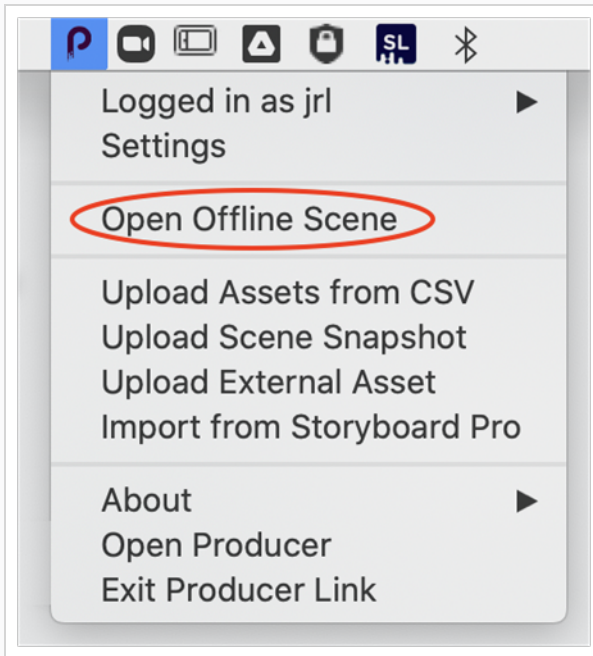 SL
Logged in as jrl
Settings
Open Offline Scene
Upload Assets from CSV
Upload Scene Snapshot
Upload External Asset
Import from Storyboard Pro
About
Open Producer
Exit Producer Link